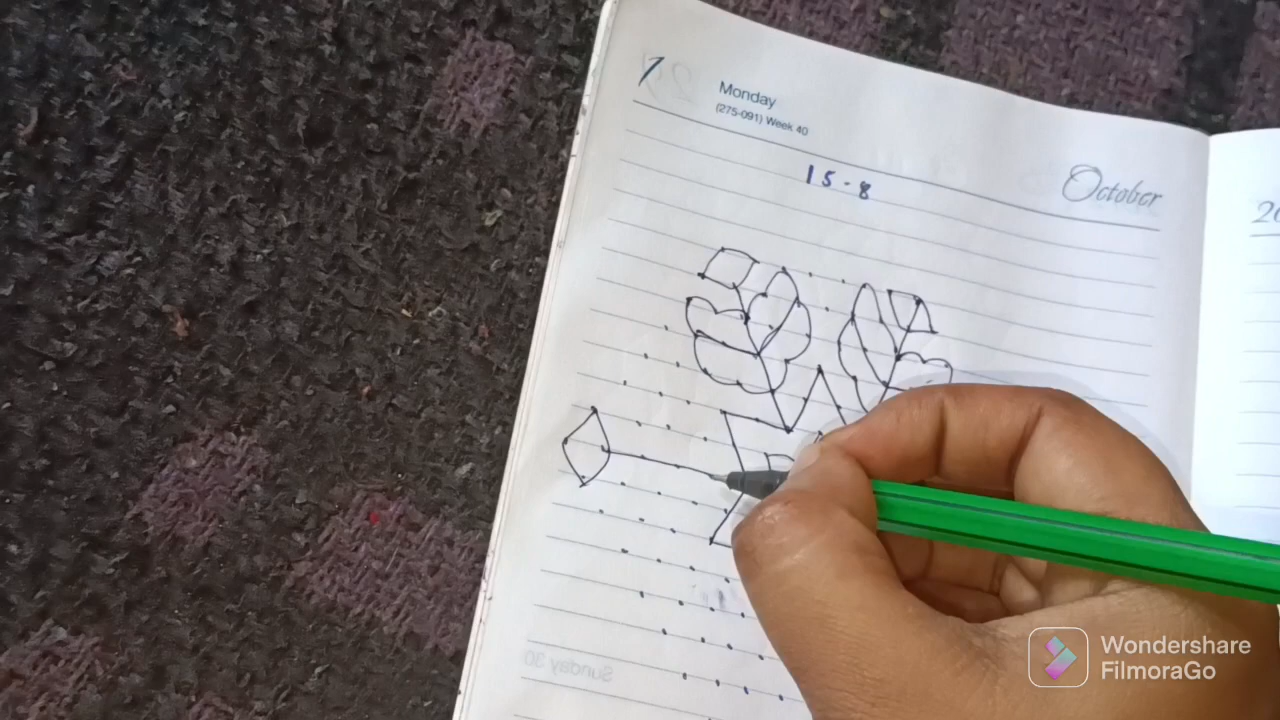 1
Monday
(275-091) Week 40
October
15-8
Sunday 30
Wondershare
FilmoraGo